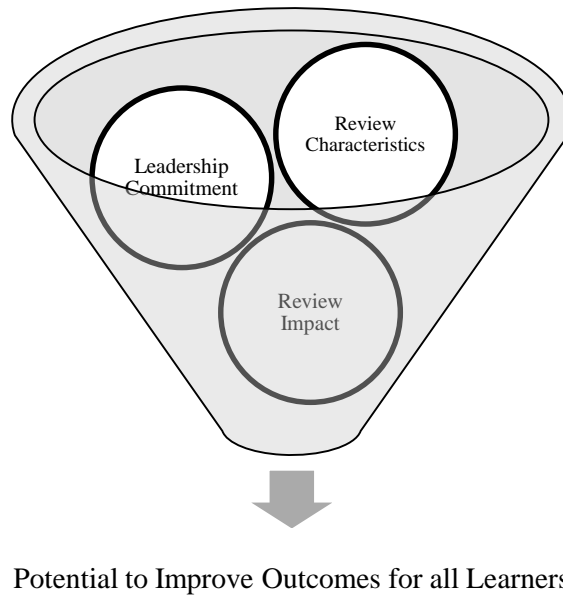 Review
Characteristics
Leadership
Commitment
Review
Impact
Potential to Improve Outcomes for all Learners